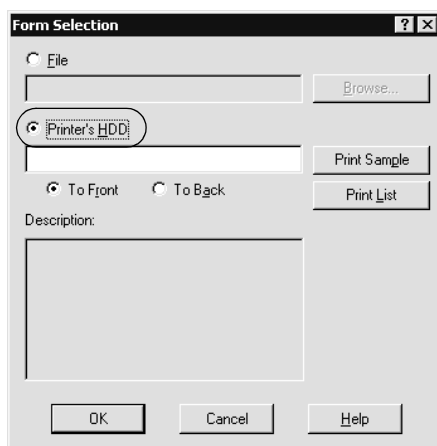 Form Selection
File
Browse...
Printer's HDD
Print Sample
To Front To Back
Print List
Description:
OK Cancel Help